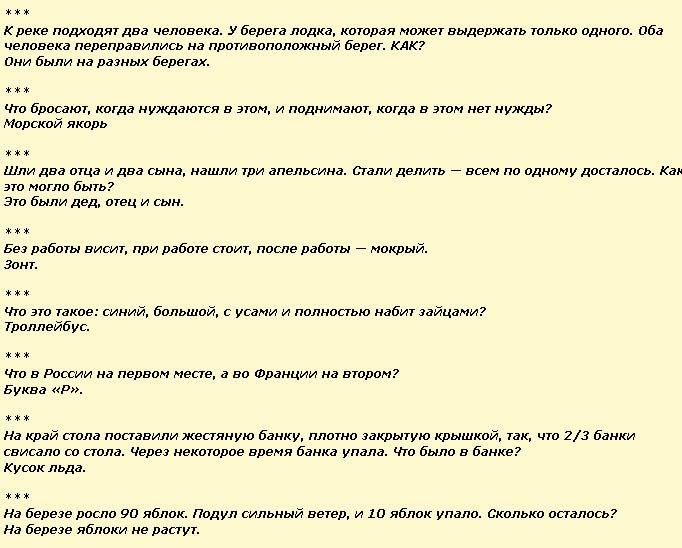 ***
К реке подходят два человека. У берега лодка, которая может выдержать только одного. Оба
человека переправились на противоположный берег. КАК?
Они были на разных берегах.
***
Что бросают, когда нуждаются в этом, и поднимают, когда в этом нет нужды?
Морской якорь
***
Шли два отца и два сына, нашли три апельсина. Стали делить — всем по одному досталось. Как
это могло быть?
Это были дед, отец и сын.
***
Без работы висит, при работе стоит, после работы — мокрый.
Зонт.
***
Что это такое: синий, большой, с усами и полностью набит зайцами?
Троллейбус.
***
Что в России на первом месте, а во Франции на втором?
Буква «Р».
***
На край стола поставили жестяную банку, плотно закрытую крышкой, так, что 2/3 банки
свисало со стола. Через некоторое время банка упала. Что было в банке?
Кусок льда.
***
На березе росло 90 яблок. Подул сильный ветер, и 10 яблок упало. Сколько осталось?
На березе яблоки не растут.